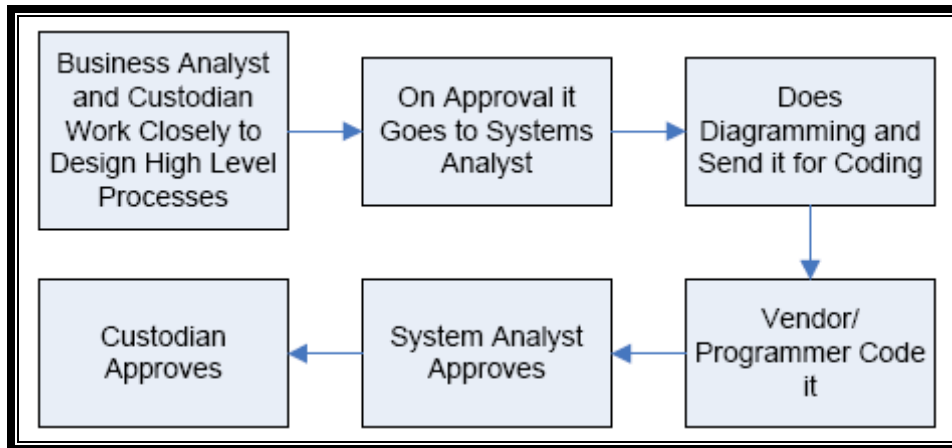 Business Analyst
and Custodian
Work Closely to
Design High Level
Processes
On Approval it
Goes to Systems
Analyst
Does
Diagramming and
Send it for Coding
Vendor/
Programmer Code
it
System Analyst
Approves
Custodian
Approves